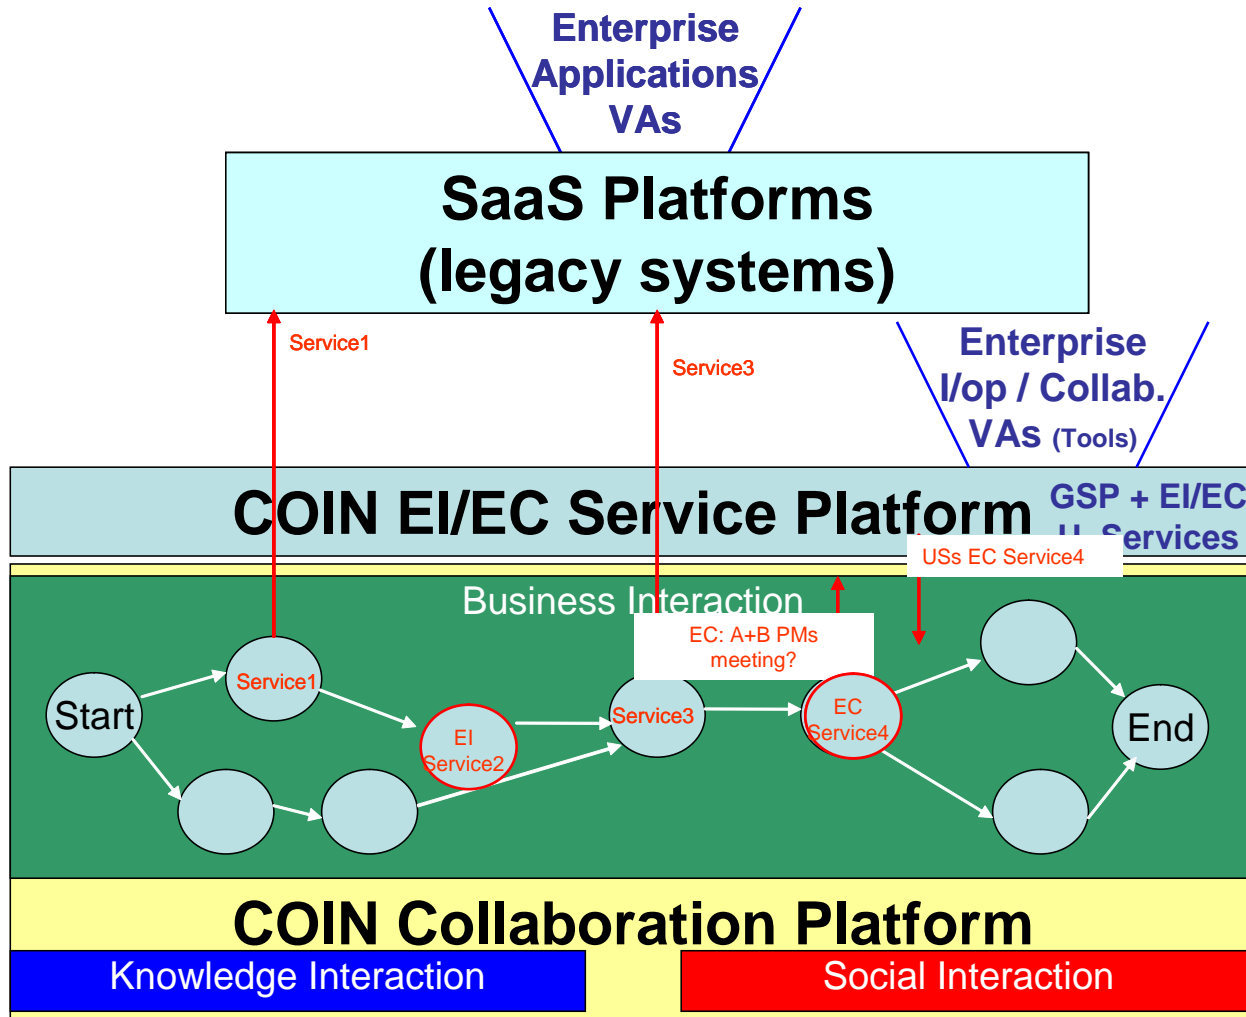 Enterprise
Applications
VAs
SaaS Platforms
(legacy systems)
Service1
Service3
Enterprise
I/op / Collab.
VAs (Tools)
COIN EI/EC Service Platform
GSP + EI/EC
Services
USs EC Service4
Business Interaction
EC: A+B PMs
meeting?
Start
Service1
EI
Service2
Service3
EC
Service4
End
COIN Collaboration Platform
Knowledge Interaction
Social Interaction